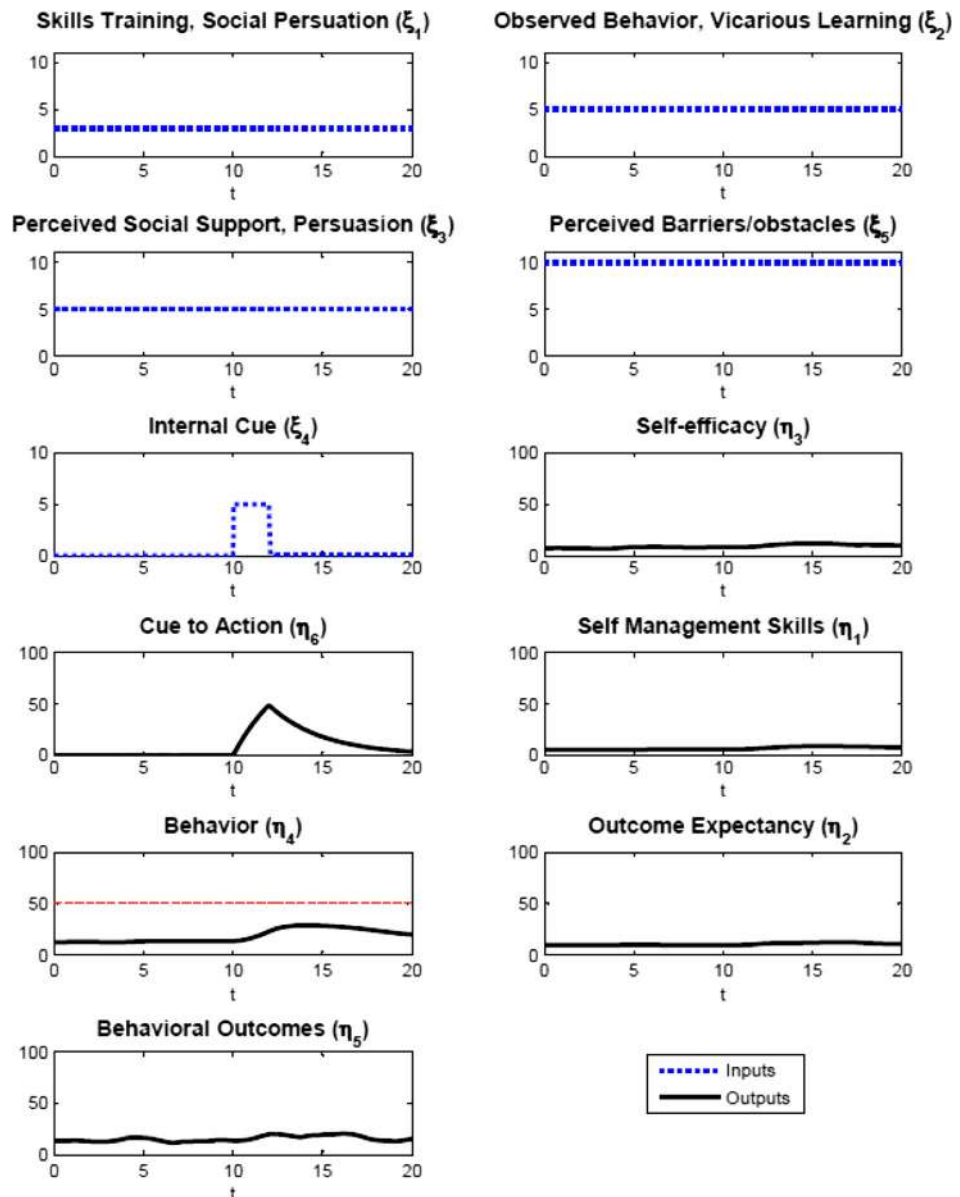 Skills Training, Social Persuation (ξ1)
Observed Behavior, Vicarious Learning (ξ2)
10
5
0
0 5 10 15 20
t
10
5
0
0 5 10 15 20
t
Perceived Social Support, Persuasion (ξ3)
Perceived Barriers/obstacles (ξ5)
10
5
0
0 5 10 15 20
t
10
5
0
0 5 10 15 20
t
Internal Cue (ξ4)
Self-efficacy (η3)
10
5
0
0 5 10 15 20
t
100
50
0
0 5 10 15 20
t
Cue to Action (η6)
Self Management Skills (η1)
100
50
0
0 5 10 15 20
t
100
50
0
0 5 10 15 20
t
Behavior (η4)
Outcome Expectancy (η2)
100
50
0
0 5 10 15 20
t
100
50
0
0 5 10 15 20
t
Behavioral Outcomes (η5)
100
50
0
0 5 10 15 20
t
Inputs
Outputs